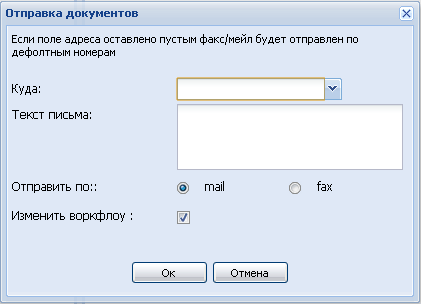 Отправка документов
Если поле адреса оставлено пустым факс/мейл будет отправлен по
дефолтным номерам
Куда:
Текст письма:
Отправить по::
mail
fax
Изменить воркфлоу :
Ок
Отмена